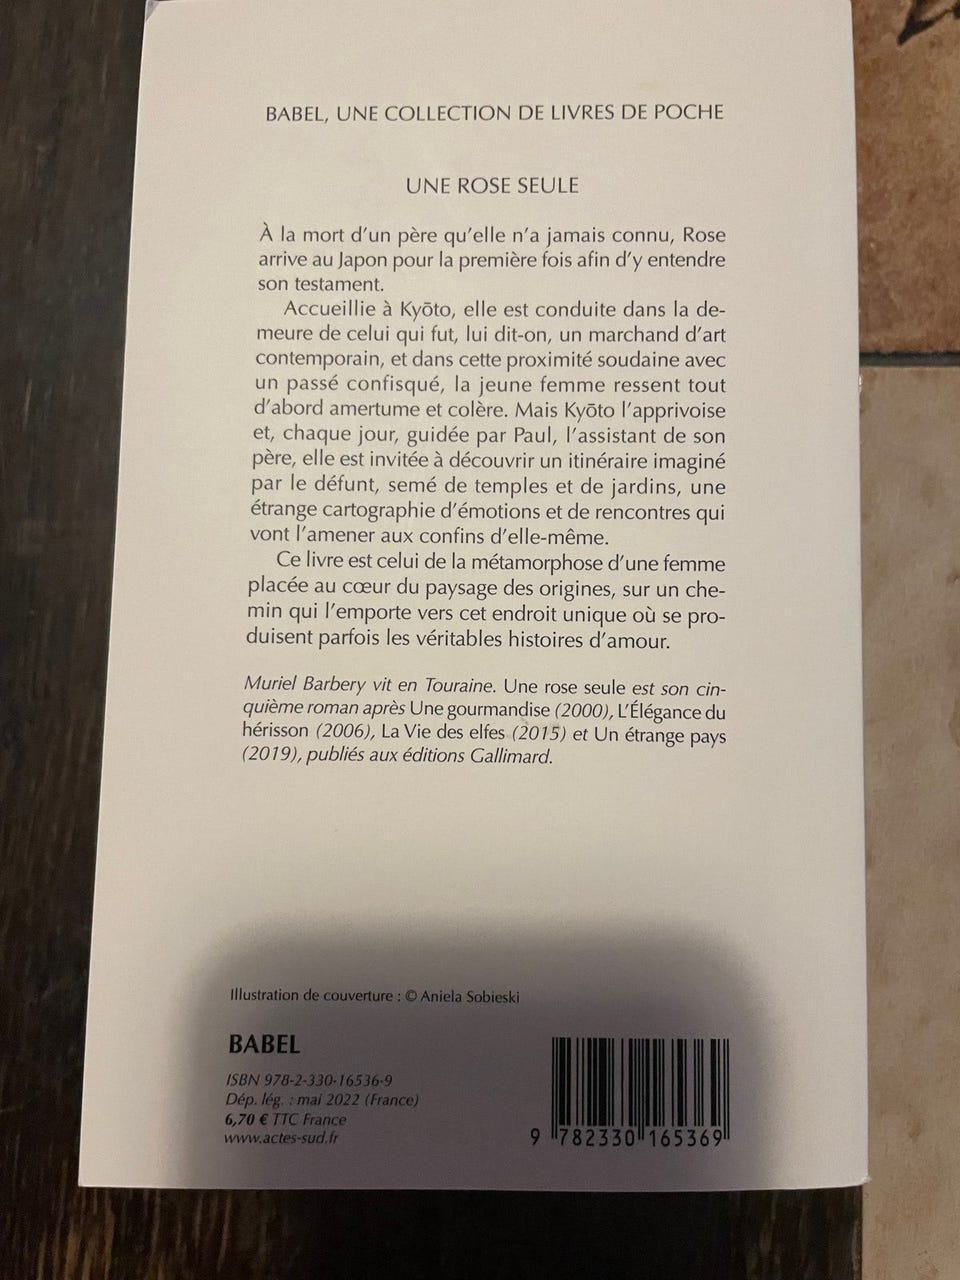 BABEL, UNE COLLECTION DE LIVRES DE POCHE
UNE ROSE SEULE
À la mort d'un père qu'elle n'a jamais connu, Rose
arrive au Japon pour la première fois afin d'y entendre
son testament.
Accueillie à Kyōto, elle est conduite dans la de-
meure de celui qui fut, lui dit-on, un marchand d'art
contemporain, et dans cette proximité soudaine avec
un passé confisqué, la jeune femme ressent tout
d'abord amertume et colère. Mais Kyōto l'apprivoise
et, chaque jour, guidée par Paul, l'assistant de son
père, elle est invitée à découvrir un itinéraire imaginé
par le défunt, semé de temples et de jardins, une
étrange cartographie d'émotions et de rencontres qui
vont l'amener aux confins d'elle-même.
Ce livre est celui de la métamorphose d'une femme
placée au cœur du paysage des origines, sur un che-
min qui l'emporte vers cet endroit unique où se pro-
duisent parfois les véritables histoires d'amour.
Muriel Barbery vit en Touraine. Une rose seule est son cin-
quième roman après Une gourmandise (2000), L'Élégance du
hérisson (2006), La Vie des elfes (2015) et Un étrange pays
(2019), publiés aux éditions Gallimard.
Illustration de couverture : © Aniela Sobieski
BABEL
ISBN 978-2-330-16536-9
Dép. lég. : mai 2022 (France)
6,70 € TTC France
www.actes-sud.fr
9 782330 165369